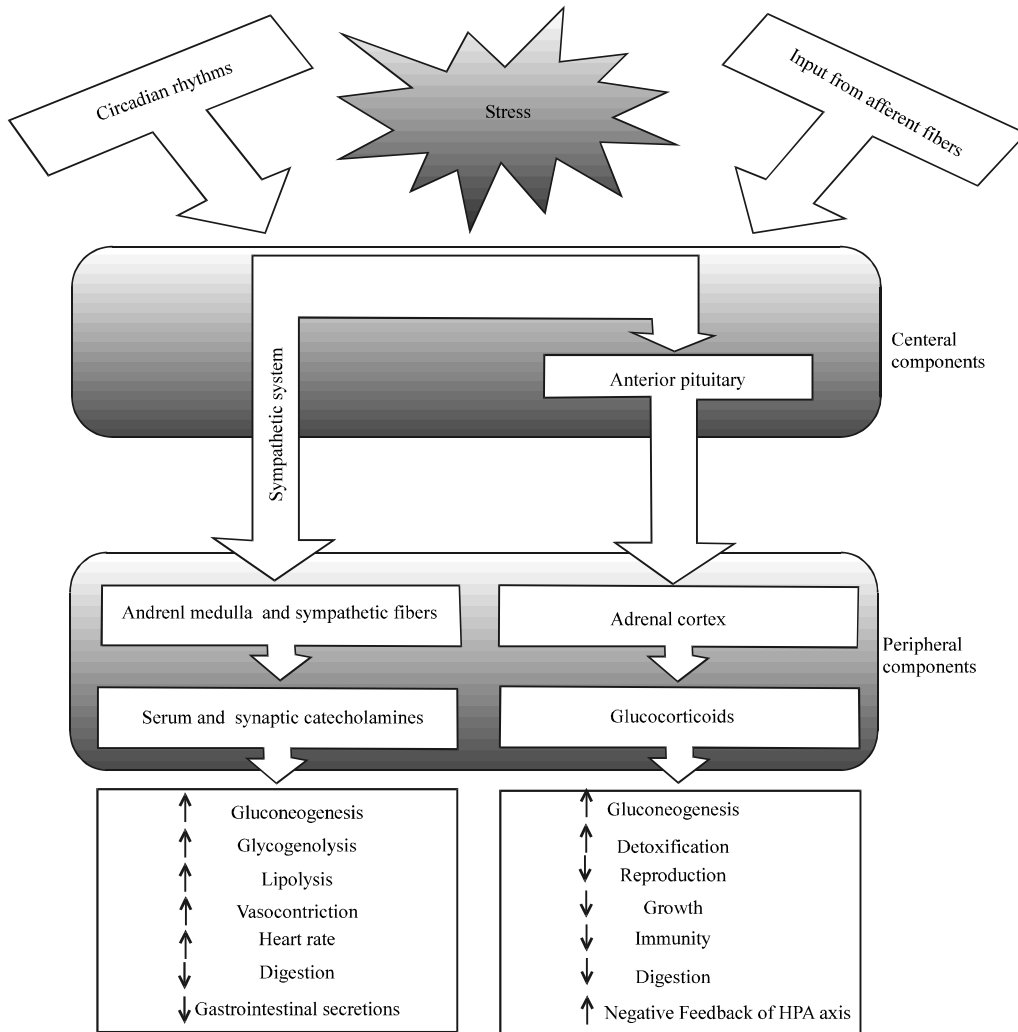 Circadian rhythms
Stress
Input from afferent fibers
Centeral
components
Anterior pituitary
Sympathetic system
Andrenl medulla and sympathetic fibers
Adrenal cortex
Peripheral
components
Serum and synaptic catecholamines
Glucocorticoids
Gluconeogenesis
Glycogenolysis
Lipolysis
Vasocontriction
Heart rate
Digestion
Gastrointestinal secretions
Gluconeogenesis
Detoxification
Reproduction
Growth
Immunity
Digestion
Negative Feedback of HPA axis